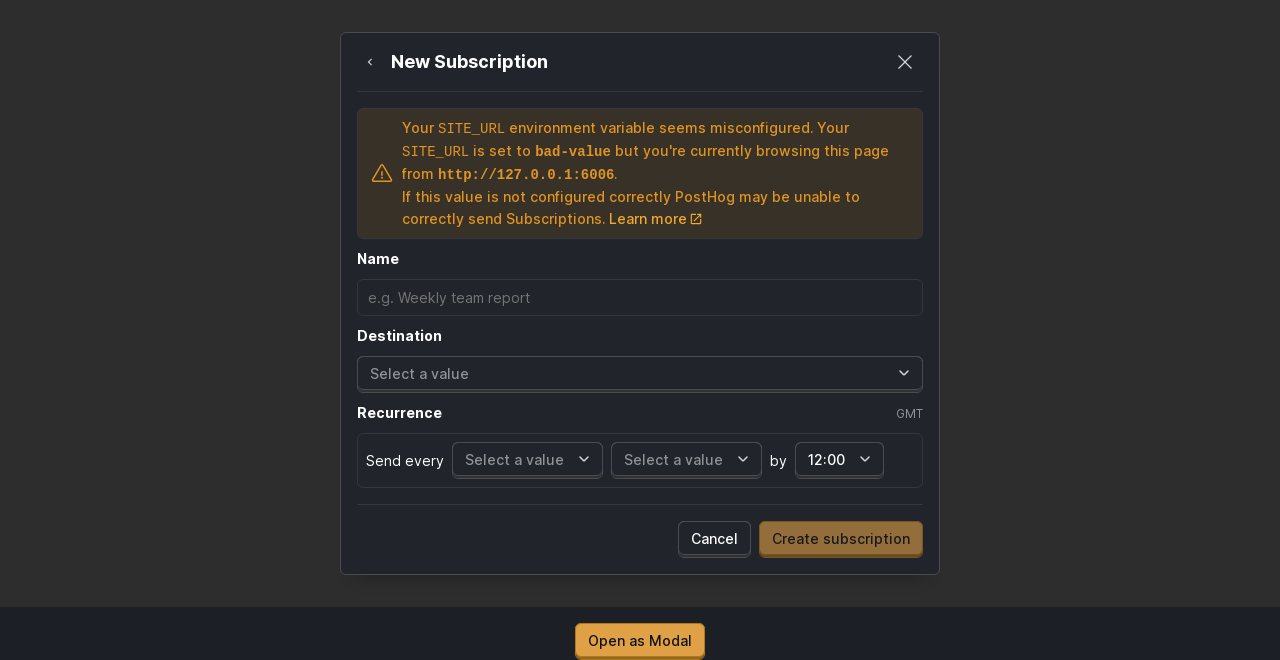 New Subscription
Your SITE_URL environment variable seems misconfigured. Your
SITE_URL is set to bad-value but you're currently browsing this page
from http://127.0.0.1:6006.
If this value is not configured correctly PostHog may be unable to
correctly send Subscriptions. Learn more
Name
e.g. Weekly team report
Destination
Select a value
Recurrence GMT
Send every Select a value Select a value by 12:00
Cancel Create subscription
Open as Modal